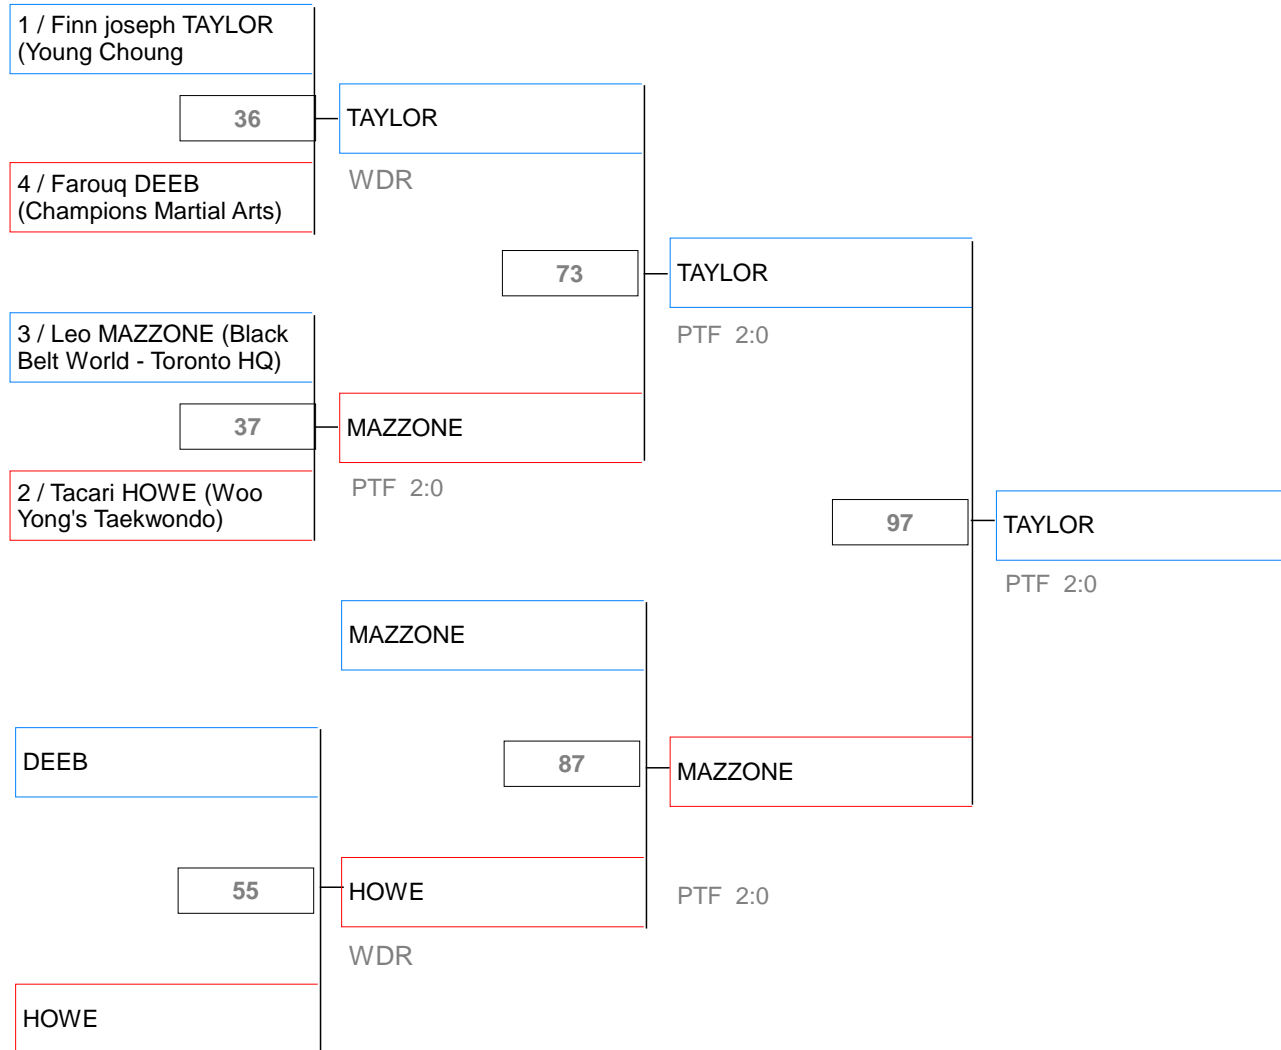 1 / Finn joseph TAYLOR
(Young Choung
36
TAYLOR
WDR
4 / Farouq DEEB
(Champions Martial Arts)
73
TAYLOR
PTF 2:0
3 / Leo MAZZONE (Black
Belt World - Toronto HQ)
37
MAZZONE
PTF 2:0
2 / Tacari HOWE (Woo
Yong's Taekwondo)
97
TAYLOR
PTF 2:0
MAZZONE
DEEB
87
MAZZONE
55
HOWE
PTF 2:0
WDR
HOWE